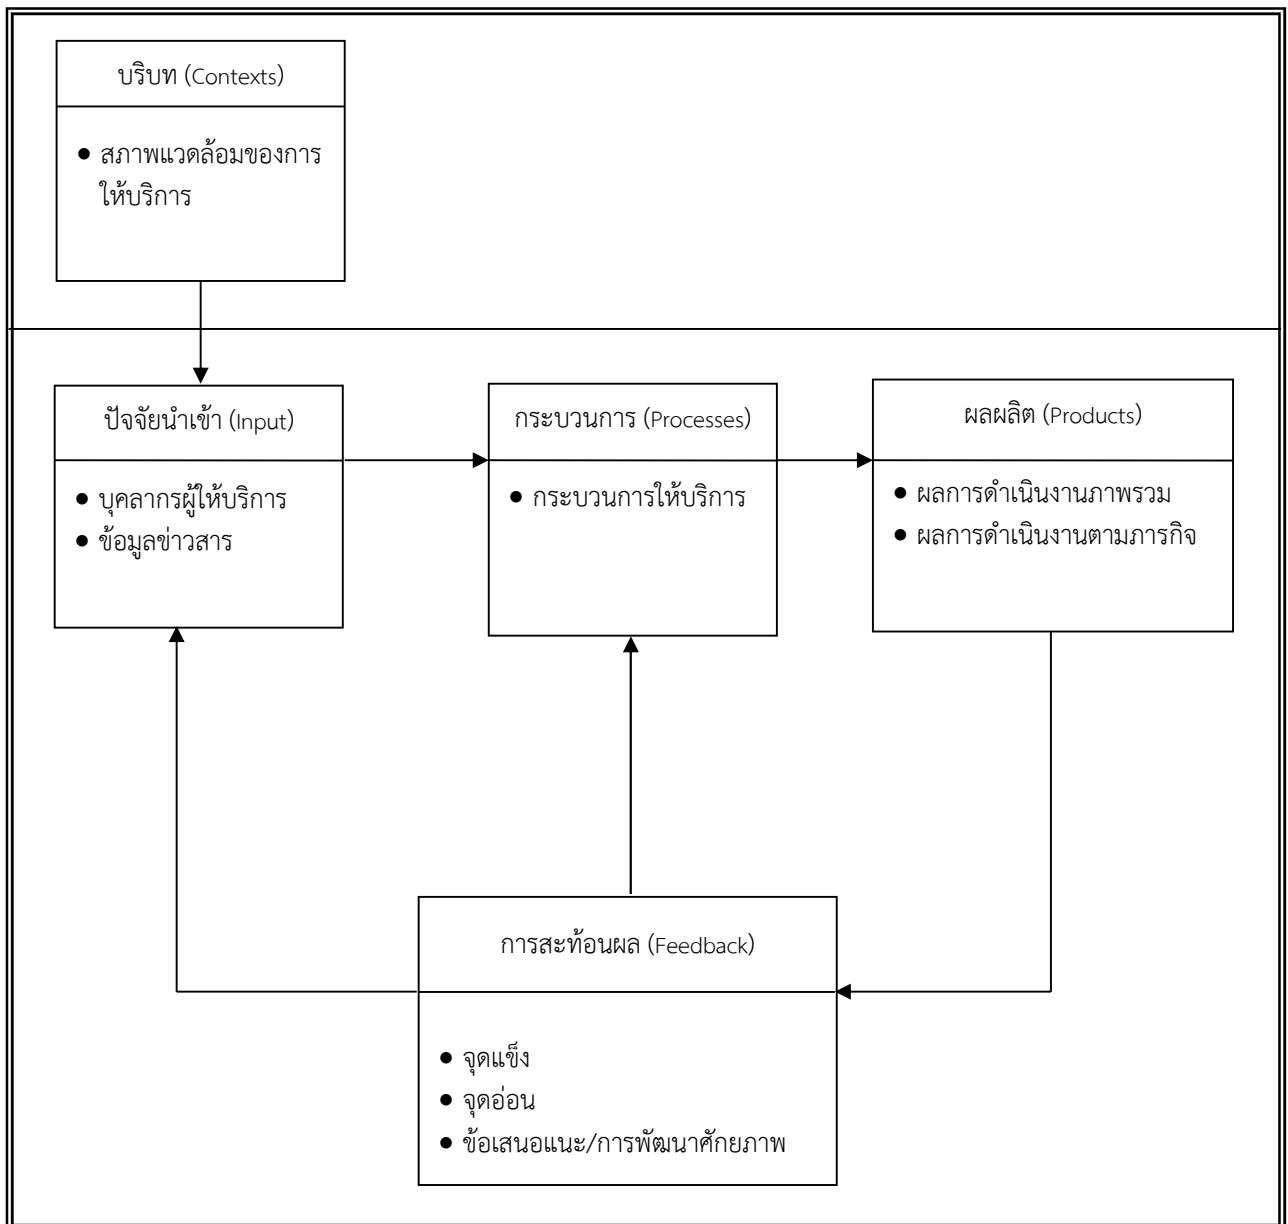 บริบท (Contexts)
● สภาพแวดล้อมของการ
ให้บริการ
ปัจจัยนำเข้า (Input)
● บุคลากรผู้ให้บริการ
● ข้อมูลข่าวสาร
กระบวนการ (Processes)
● กระบวนการให้บริการ
ผลผลิต (Products)
● ผลการดำเนินงานภาพรวม
● ผลการดำเนินงานตามภารกิจ
การสะท้อนผล (Feedback)
● จุดแข็ง
● จุดอ่อน
● ข้อเสนอแนะ/การพัฒนาศักยภาพ